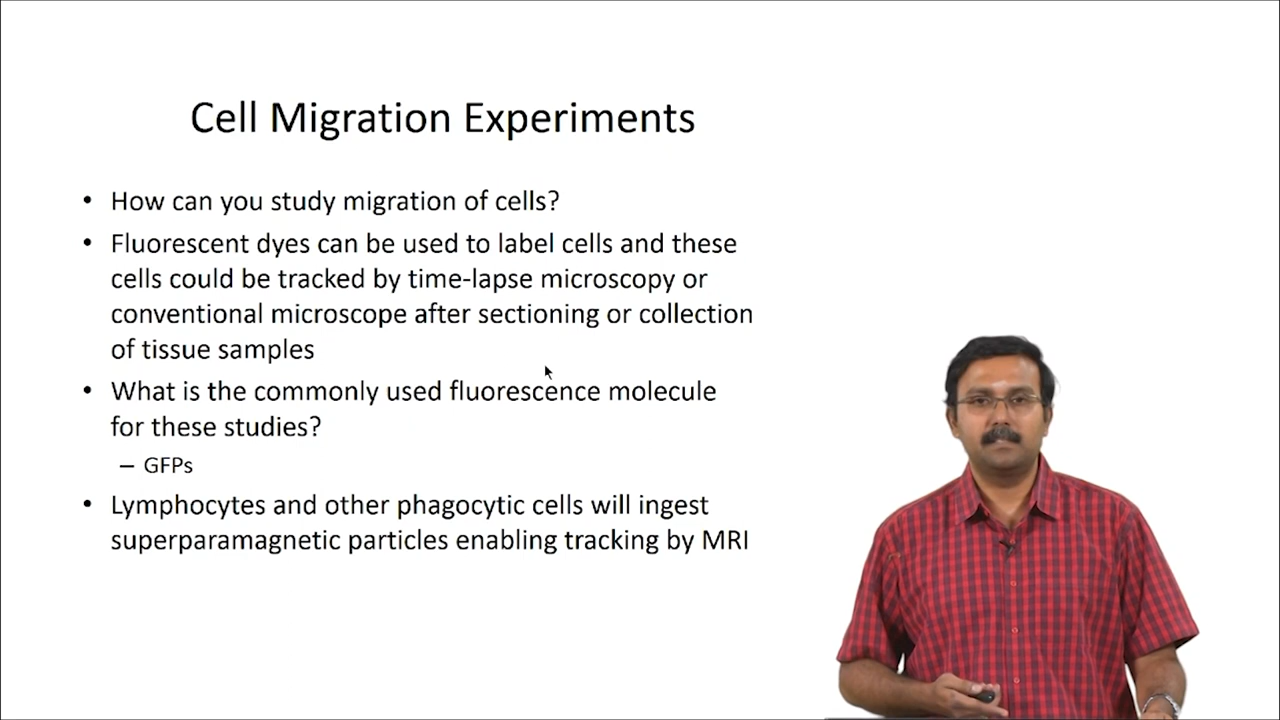 Cell Migration Experiments
• How can you study migration of cells?
• Fluorescent dyes can be used to label cells and these
cells could be tracked by time-lapse microscopy or
conventional microscope after sectioning or collection
of tissue samples
• What is the commonly used fluorescence molecule
for these studies?
– GFPs
• Lymphocytes and other phagocytic cells will ingest
superparamagnetic particles enabling tracking by MRI